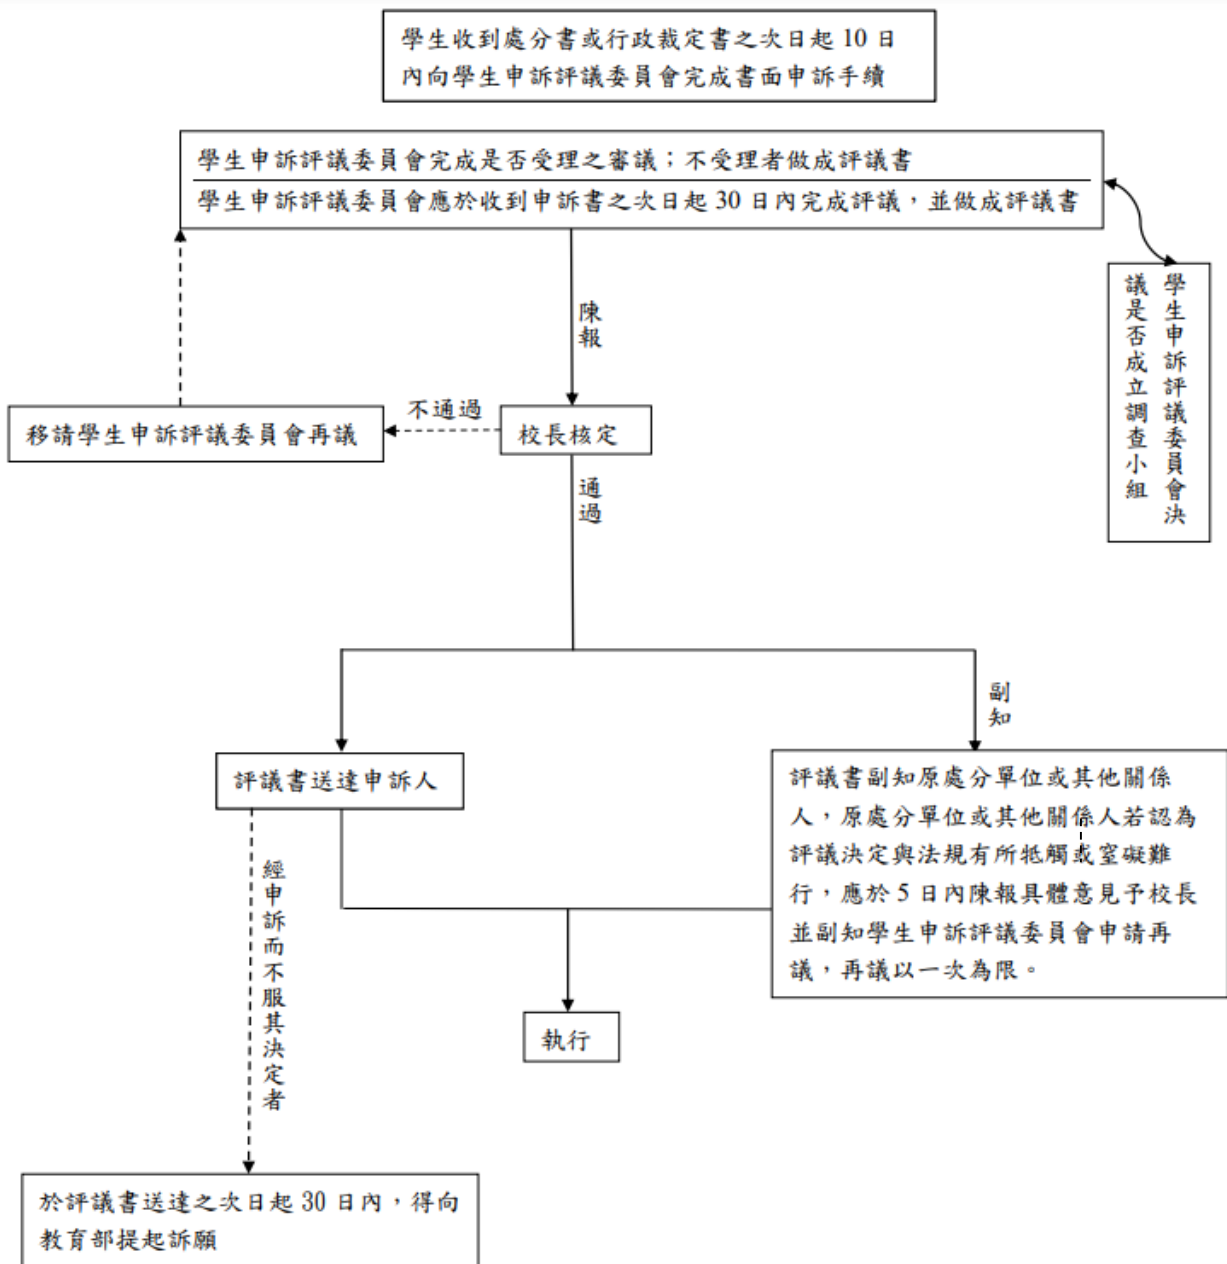 學生收到處分書或行政裁定書之次日起 10 日
內向學生申訴評議委員會完成書面申訴手續
學生申訴評議委員會完成是否受理之審議；不受理者做成評議書
學生申訴評議委員會應於收到申訴書之次日起 30 日內完成評議，並做成評議書
學生申訴評議委員會決
議是否成立調查小組
陳報
不通過
移請學生申訴評議委員會再議
校長核定
通過
副知
評議書送達申訴人
評議書副知原處分單位或其他關係
人，原處分單位或其他關係人若認為
評議決定與法規有所牴觸或窒礙難
行，應於 5 日內陳報具體意見予校長
並副知學生申訴評議委員會申請再
議，再議以一次為限。
經申訴而不服其決定者
執行
於評議書送達之次日起 30 日內，得向
教育部提起訴願